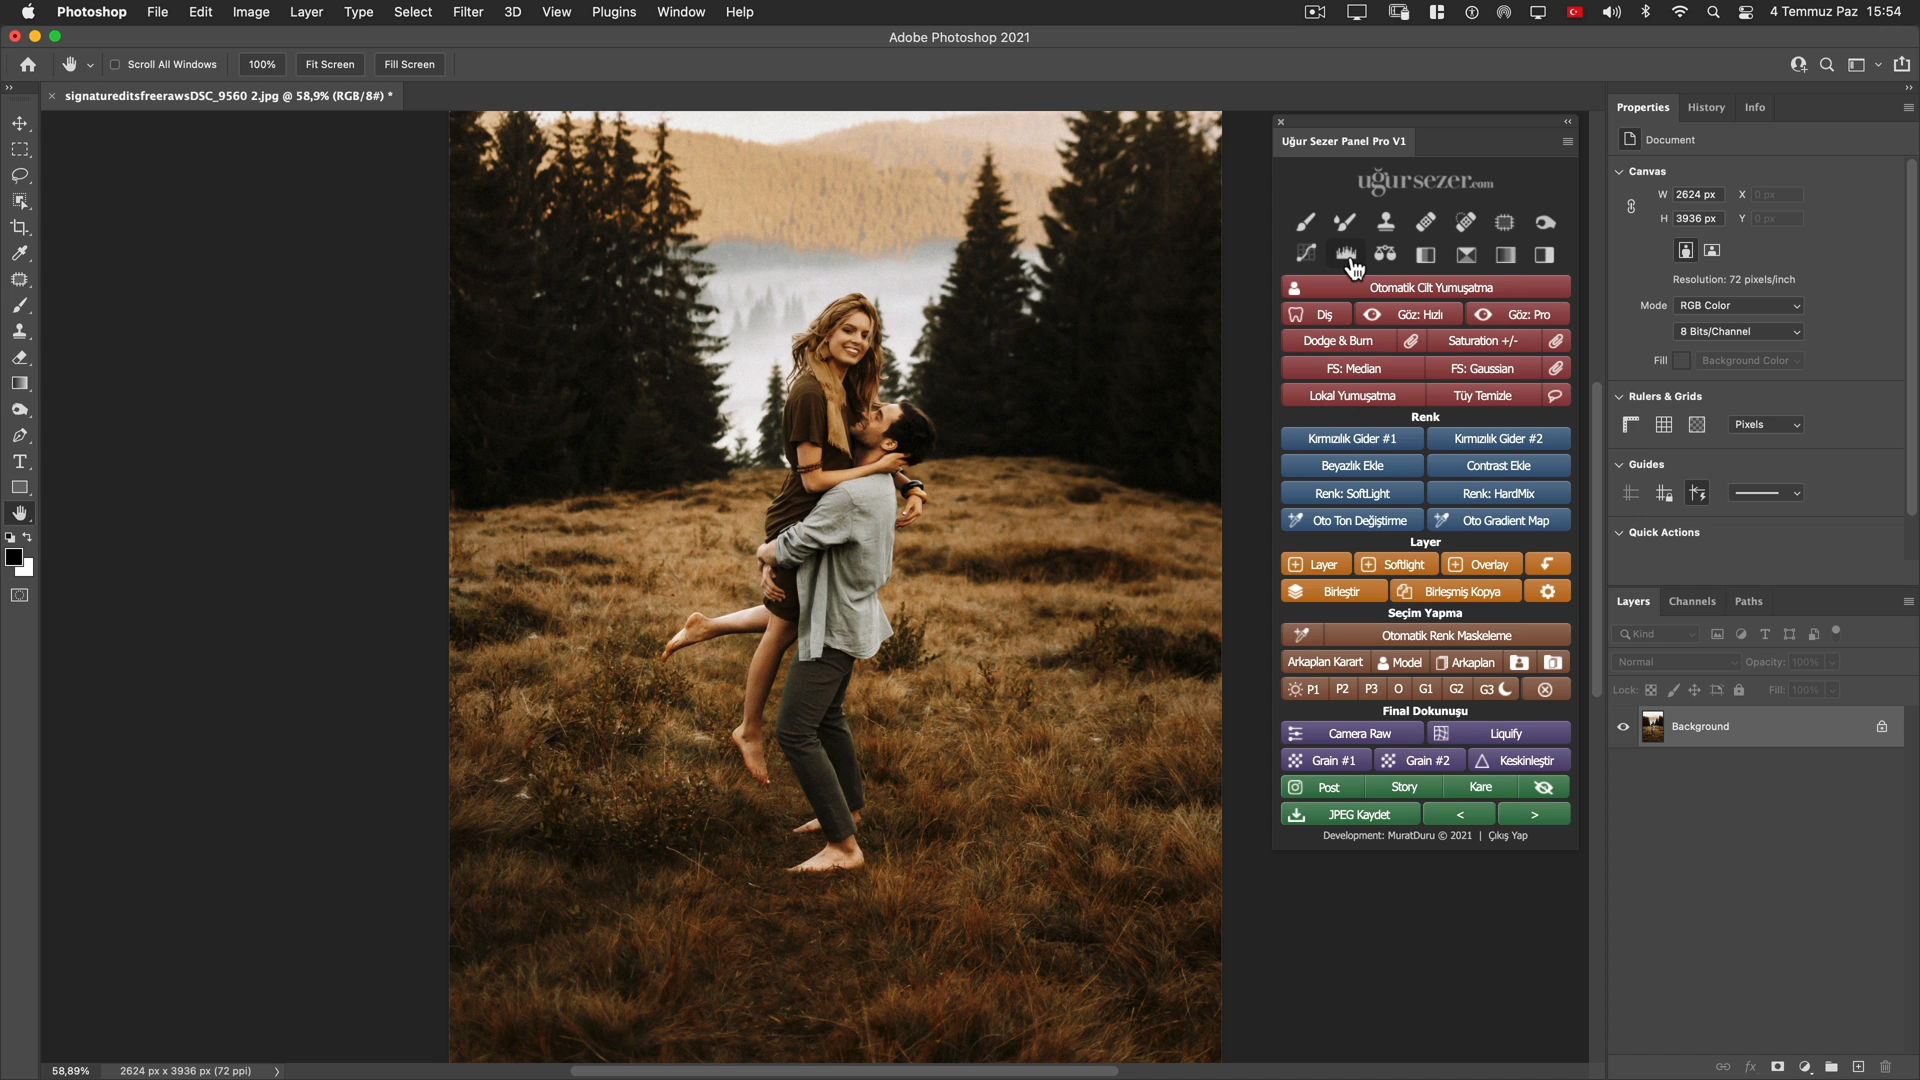 Photoshop File Edit Image Layer Type Select Filter 3D View Plugins Window Help 4 Temmuz Paz 15:54
Adobe Photoshop 2021
Scroll All Windows 100% Fit Screen Fill Screen
signatureditsfreerawsDSC_9560 2.jpg @ 58,9% (RGB/8#) *
Uğur Sezer Panel Pro V1
uğursezer.com
Otomatik Cilt Yumuşatma
Diş Göz: Hızlı Göz: Pro
Dodge & Burn Saturation +/-
FS: Median FS: Gaussian
Lokal Yumuşatma Tüy Temizle
Renk
Kırmızılık Gider #1 Kırmızılık Gider #2
Beyazlık Ekle Contrast Ekle
Renk: SoftLight Renk: HardMix
Oto Ton Değiştirme Oto Gradient Map
Layer
Layer Softlight Overlay
Birleştir Birleşmiş Kopya
Seçim Yapma
Otomatik Renk Maskeleme
Arkaplan Karart Model Arkaplan
P1 P2 P3 O G1 G2 G3
Final Dokunuşu
Camera Raw Liquify
Grain #1 Grain #2 Keskinleştir
Post Story Kare
JPEG Kaydet < >
Development: MuratDuru © 2021 | Çıkış Yap
Properties History Info
Document
Canvas
W 2624 px X 0 px
H 3936 px Y 0 px
Resolution: 72 pixels/inch
Mode RGB Color
8 Bits/Channel
Fill Background Color
Rulers & Grids
Pixels
Guides
Quick Actions
Layers Channels Paths
Kind
Normal Opacity: 100%
Lock: Fill: 100%
Background
58,89% 2624 px x 3936 px (72 ppi)